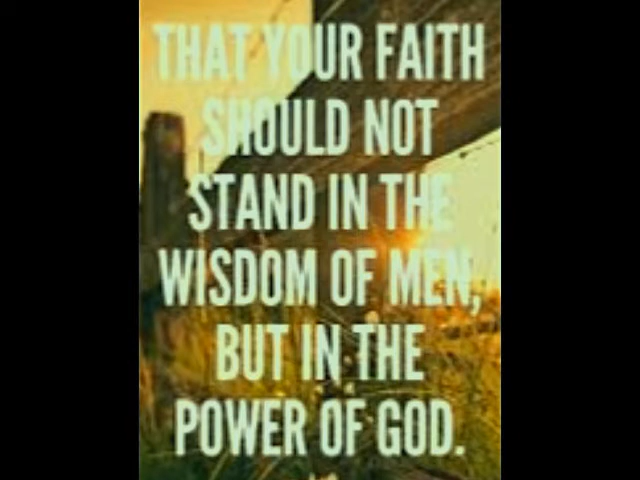 THAT YOUR FAITH
SHOULD NOT
STAND IN THE
WISDOM OF MEN,
BUT IN THE
POWER OF GOD.